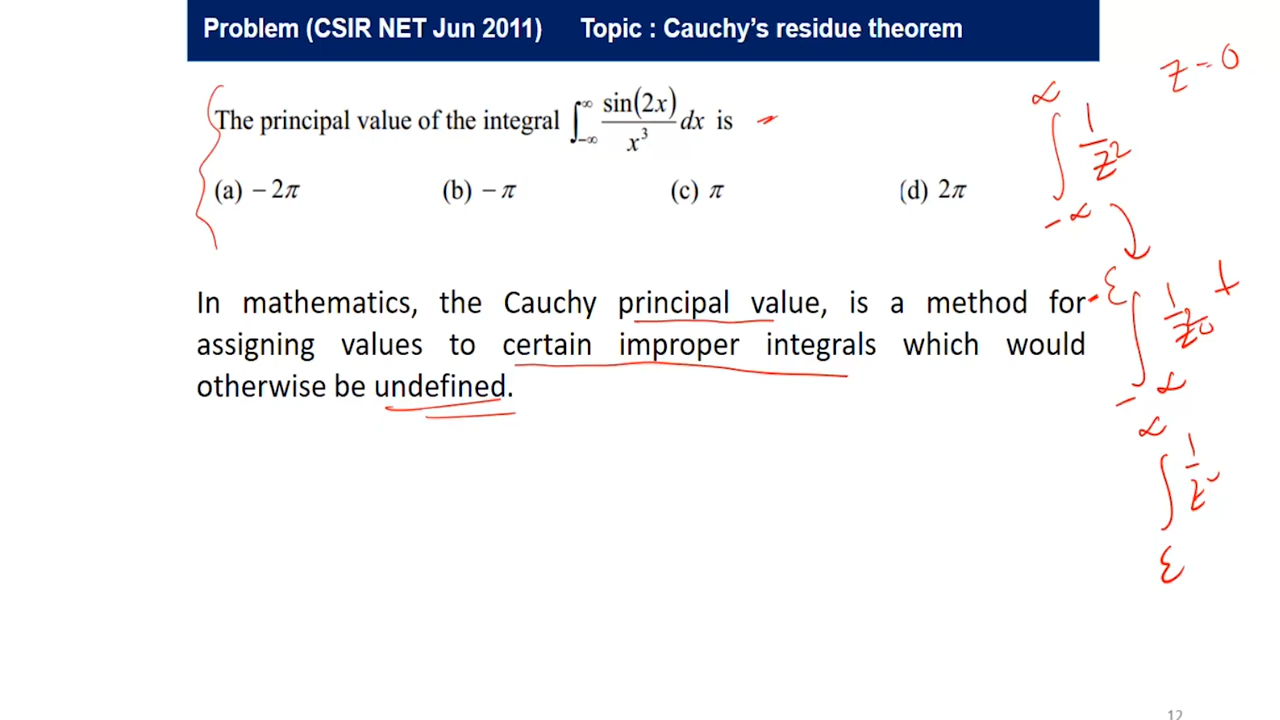 Problem (CSIR NET Jun 2011) Topic : Cauchy's residue theorem
z = 0
The principal value of the integral ∫_{-∞}^{∞} sin(2x)/x³ dx is
(a) − 2π (b) − π (c) π (d) 2π
∫_{-∞}^{∞} 1/z²
In mathematics, the Cauchy principal value, is a method for
assigning values to certain improper integrals which would
otherwise be undefined.
12